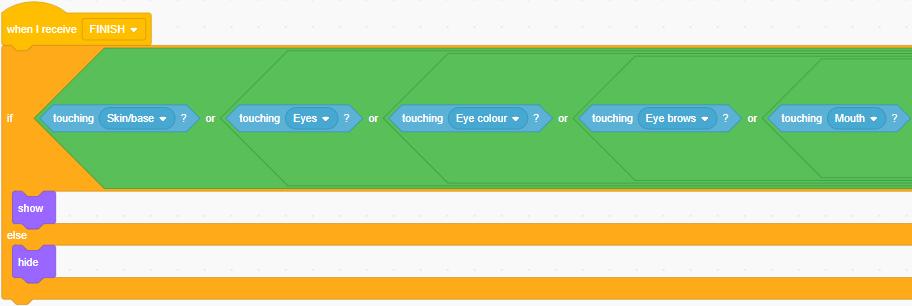 when I receive FINISH
if touching Skin/base ? or touching Eyes ? or touching Eye colour ? or touching Eye brows ? or touching Mouth ?
show
else
hide